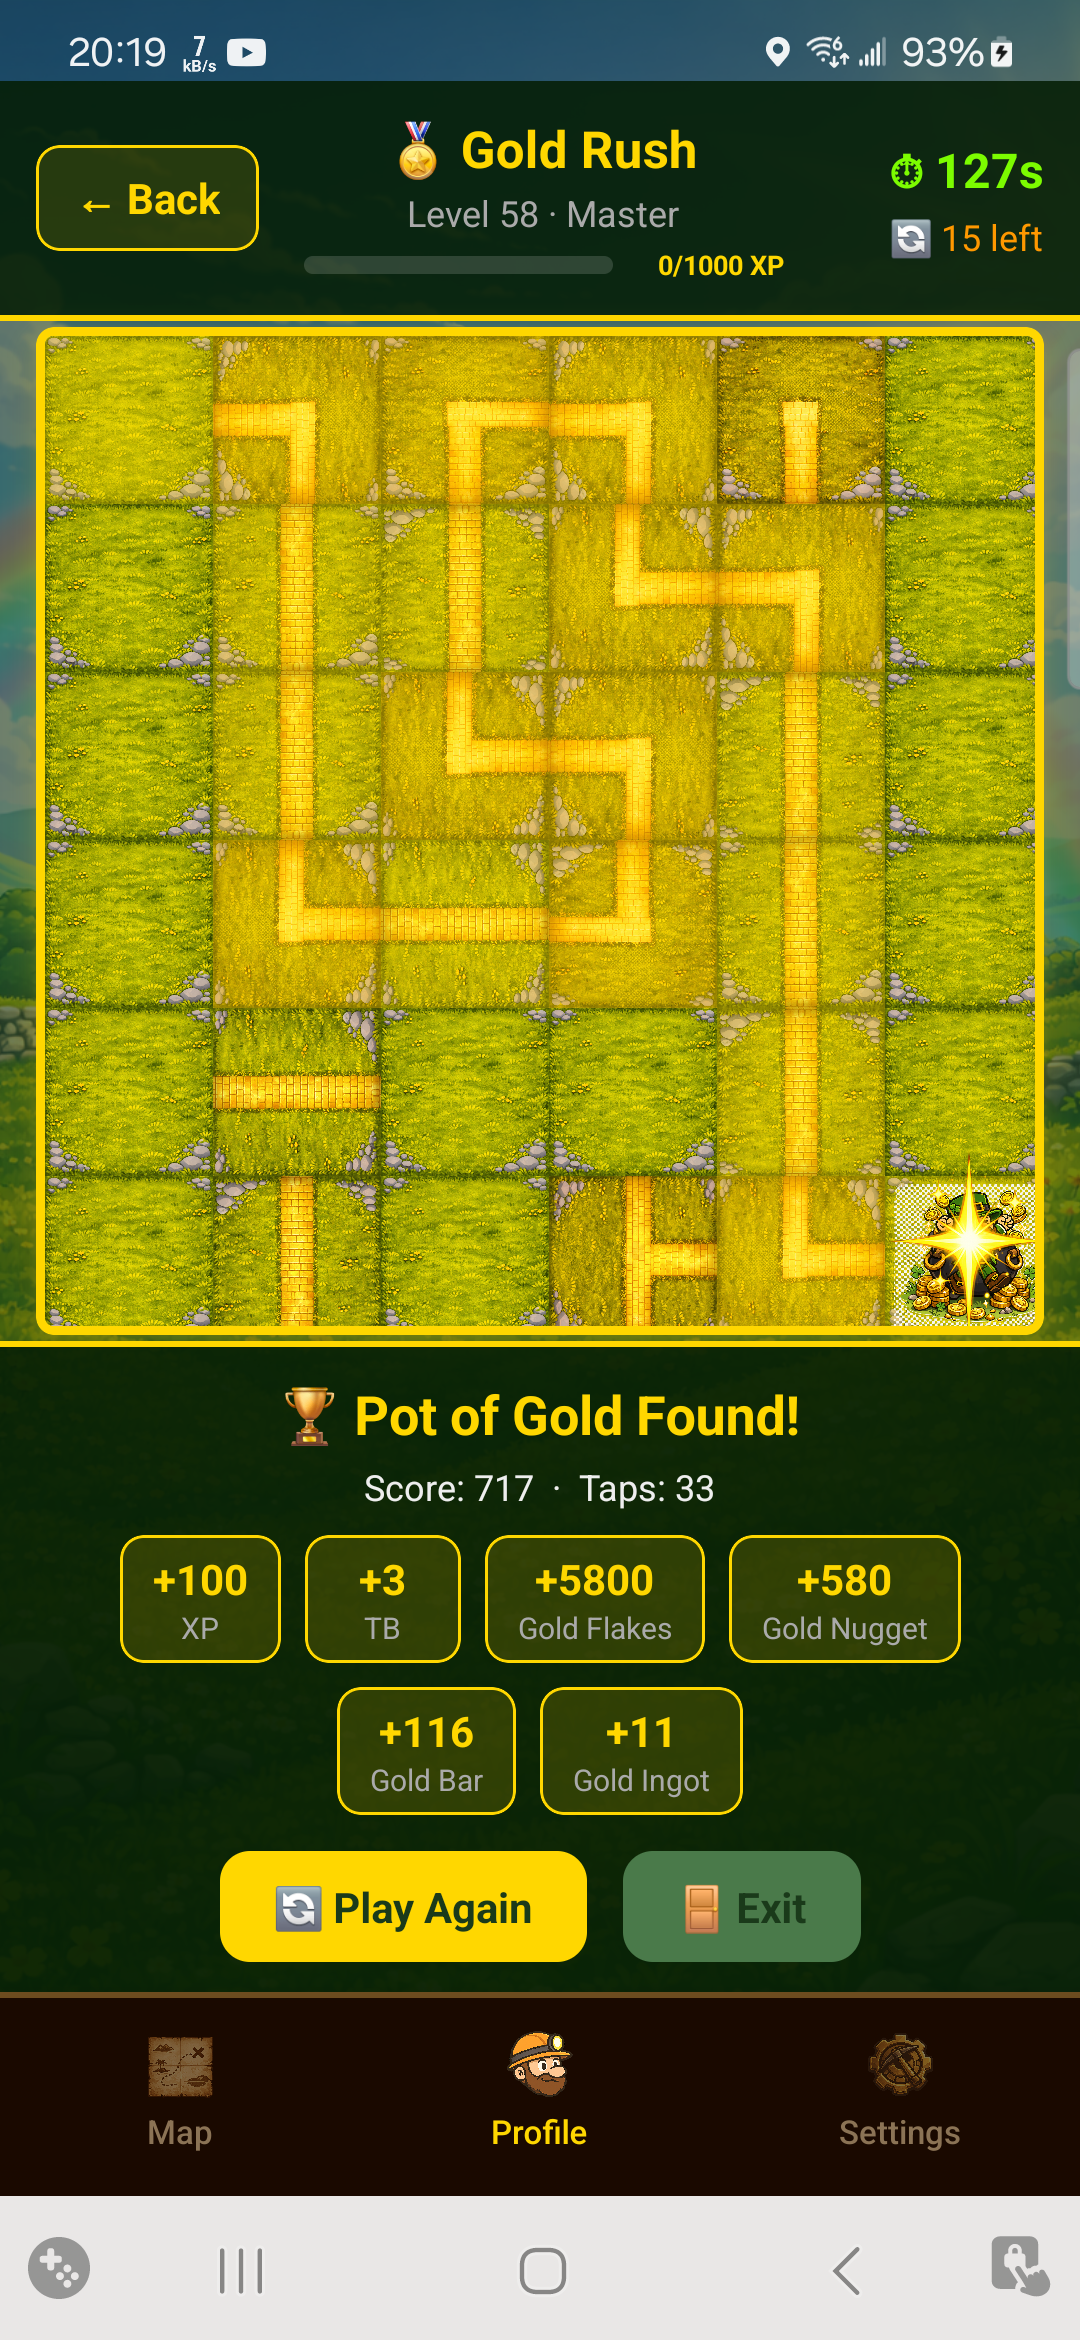 20:19 7 kB/s 6 93%
← Back
Gold Rush
Level 58 · Master
0/1000 XP
127s
15 left
Pot of Gold Found!
Score: 717 · Taps: 33
+100
XP
+3
TB
+5800
Gold Flakes
+580
Gold Nugget
+116
Gold Bar
+11
Gold Ingot
Play Again
Exit
Map
Profile
Settings